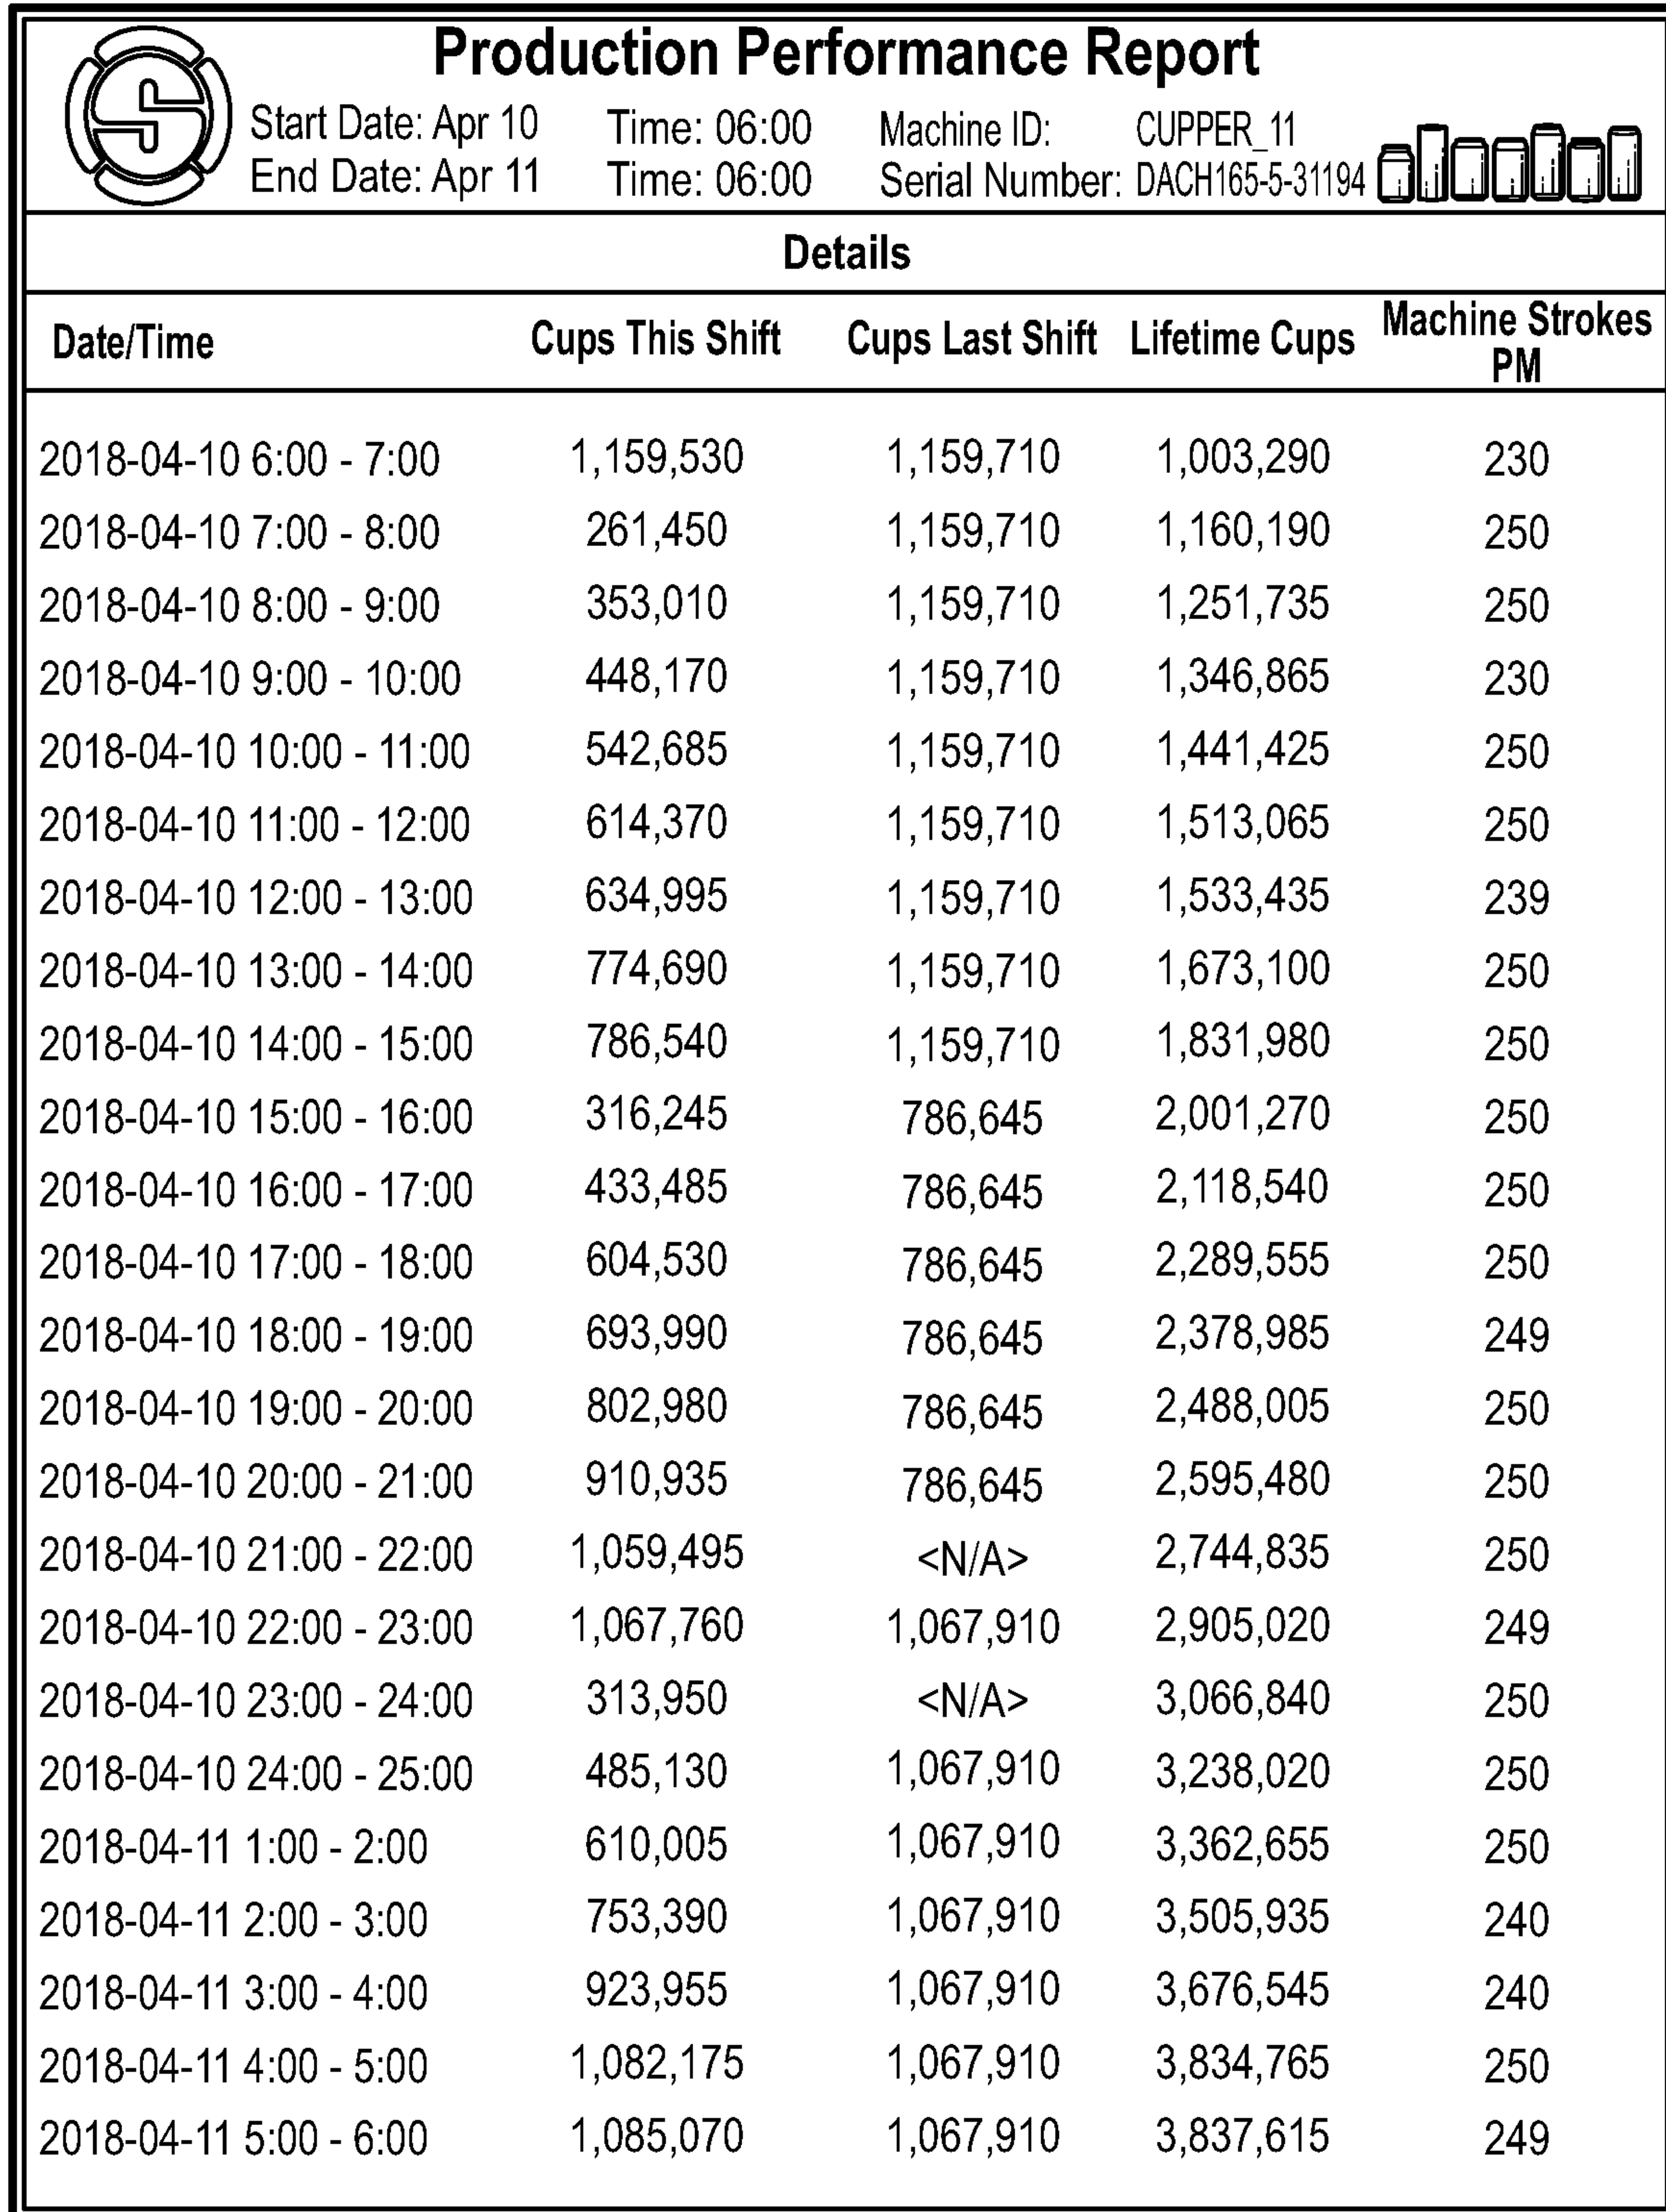 Production Performance Report
Start Date: Apr 10 Time: 06:00 Machine ID: CUPPER_11
End Date: Apr 11 Time: 06:00 Serial Number: DACH165-5-31194
Details
Date/Time Cups This Shift Cups Last Shift Lifetime Cups Machine Strokes PM
2018-04-10 6:00 - 7:00 1,159,530 1,159,710 1,003,290 230
2018-04-10 7:00 - 8:00 261,450 1,159,710 1,160,190 250
2018-04-10 8:00 - 9:00 353,010 1,159,710 1,251,735 250
2018-04-10 9:00 - 10:00 448,170 1,159,710 1,346,865 230
2018-04-10 10:00 - 11:00 542,685 1,159,710 1,441,425 250
2018-04-10 11:00 - 12:00 614,370 1,159,710 1,513,065 250
2018-04-10 12:00 - 13:00 634,995 1,159,710 1,533,435 239
2018-04-10 13:00 - 14:00 774,690 1,159,710 1,673,100 250
2018-04-10 14:00 - 15:00 786,540 1,159,710 1,831,980 250
2018-04-10 15:00 - 16:00 316,245 786,645 2,001,270 250
2018-04-10 16:00 - 17:00 433,485 786,645 2,118,540 250
2018-04-10 17:00 - 18:00 604,530 786,645 2,289,555 250
2018-04-10 18:00 - 19:00 693,990 786,645 2,378,985 249
2018-04-10 19:00 - 20:00 802,980 786,645 2,488,005 250
2018-04-10 20:00 - 21:00 910,935 786,645 2,595,480 250
2018-04-10 21:00 - 22:00 1,059,495 <N/A> 2,744,835 250
2018-04-10 22:00 - 23:00 1,067,760 1,067,910 2,905,020 249
2018-04-10 23:00 - 24:00 313,950 <N/A> 3,066,840 250
2018-04-10 24:00 - 25:00 485,130 1,067,910 3,238,020 250
2018-04-11 1:00 - 2:00 610,005 1,067,910 3,362,655 250
2018-04-11 2:00 - 3:00 753,390 1,067,910 3,505,935 240
2018-04-11 3:00 - 4:00 923,955 1,067,910 3,676,545 240
2018-04-11 4:00 - 5:00 1,082,175 1,067,910 3,834,765 250
2018-04-11 5:00 - 6:00 1,085,070 1,067,910 3,837,615 249